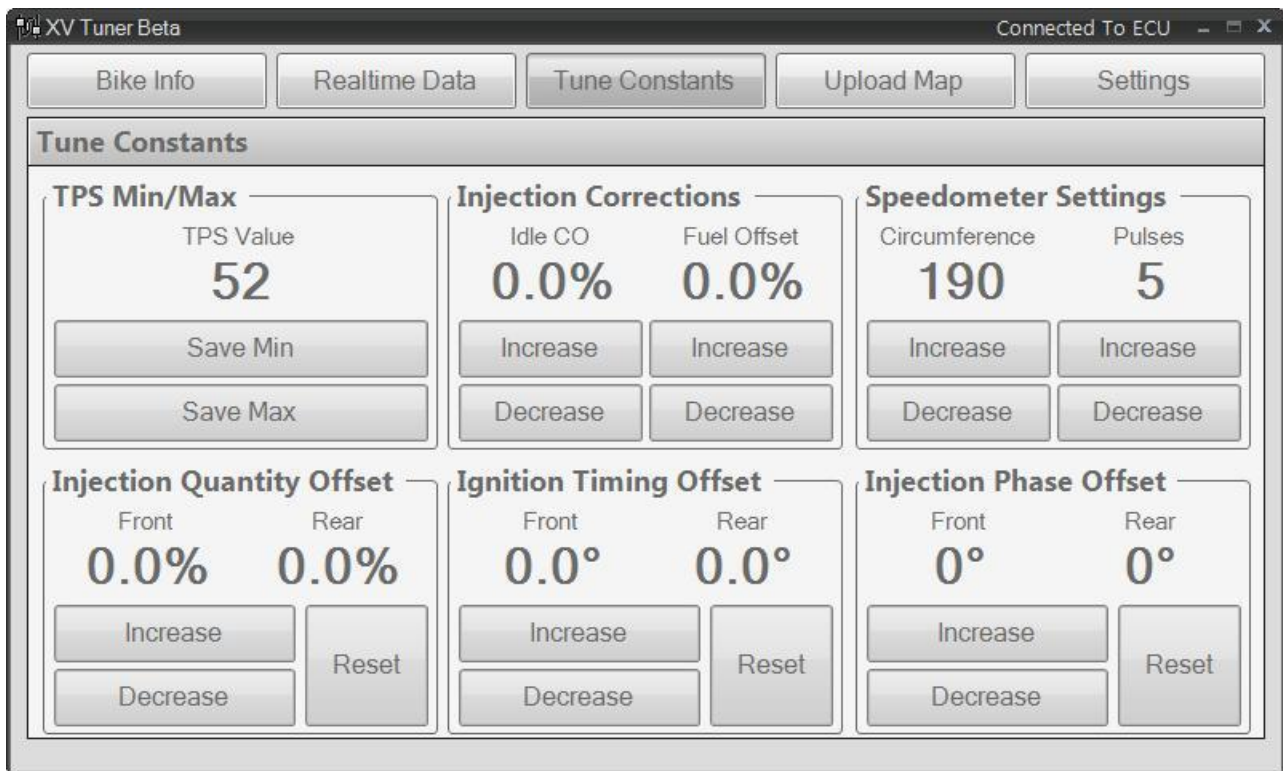 XV Tuner Beta
Connected To ECU
Bike Info
Realtime Data
Tune Constants
Upload Map
Settings
Tune Constants
TPS Min/Max
TPS Value
52
Save Min
Save Max
Injection Corrections
Idle CO Fuel Offset
0.0% 0.0%
Increase Increase
Decrease Decrease
Speedometer Settings
Circumference Pulses
190 5
Increase Increase
Decrease Decrease
Injection Quantity Offset
Front Rear
0.0% 0.0%
Increase
Decrease
Reset
Ignition Timing Offset
Front Rear
0.0° 0.0°
Increase
Decrease
Reset
Injection Phase Offset
Front Rear
0° 0°
Increase
Decrease
Reset